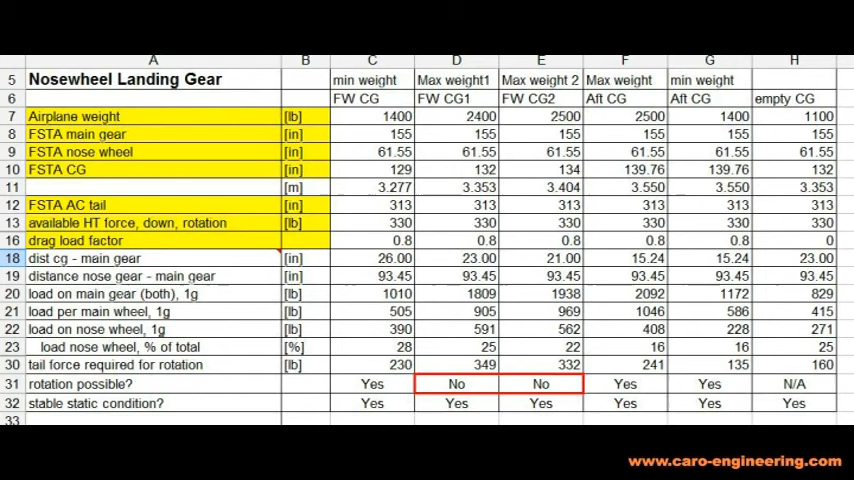 A B C D E F G H
5 Nosewheel Landing Gear min weight Max weight1 Max weight 2 Max weight min weight
6 FW CG FW CG1 FW CG2 Aft CG Aft CG empty CG
7 Airplane weight [lb] 1400 2400 2500 2500 1400 1100
8 FSTA main gear [in] 155 155 155 155 155 155
9 FSTA nose wheel [in] 61.55 61.55 61.55 61.55 61.55 61.55
10 FSTA CG [in] 129 132 134 139.76 139.76 132
11 [m] 3.277 3.353 3.404 3.550 3.550 3.353
12 FSTA AC tail [in] 313 313 313 313 313 313
13 available HT force, down, rotation [lb] 330 330 330 330 330 330
16 drag load factor 0.8 0.8 0.8 0.8 0.8 0
18 dist cg - main gear [in] 26.00 23.00 21.00 15.24 15.24 23.00
19 distance nose gear - main gear [in] 93.45 93.45 93.45 93.45 93.45 93.45
20 load on main gear (both), 1g [lb] 1010 1809 1938 2092 1172 829
21 load per main wheel, 1g [lb] 505 905 969 1046 586 415
22 load on nose wheel, 1g [lb] 390 591 562 408 228 271
23 load nose wheel, % of total [%] 28 25 22 16 16 25
30 tail force required for rotation [lb] 230 349 332 241 135 160
31 rotation possible? Yes No No Yes Yes N/A
32 stable static condition? Yes Yes Yes Yes Yes Yes
33
www.caro-engineering.com